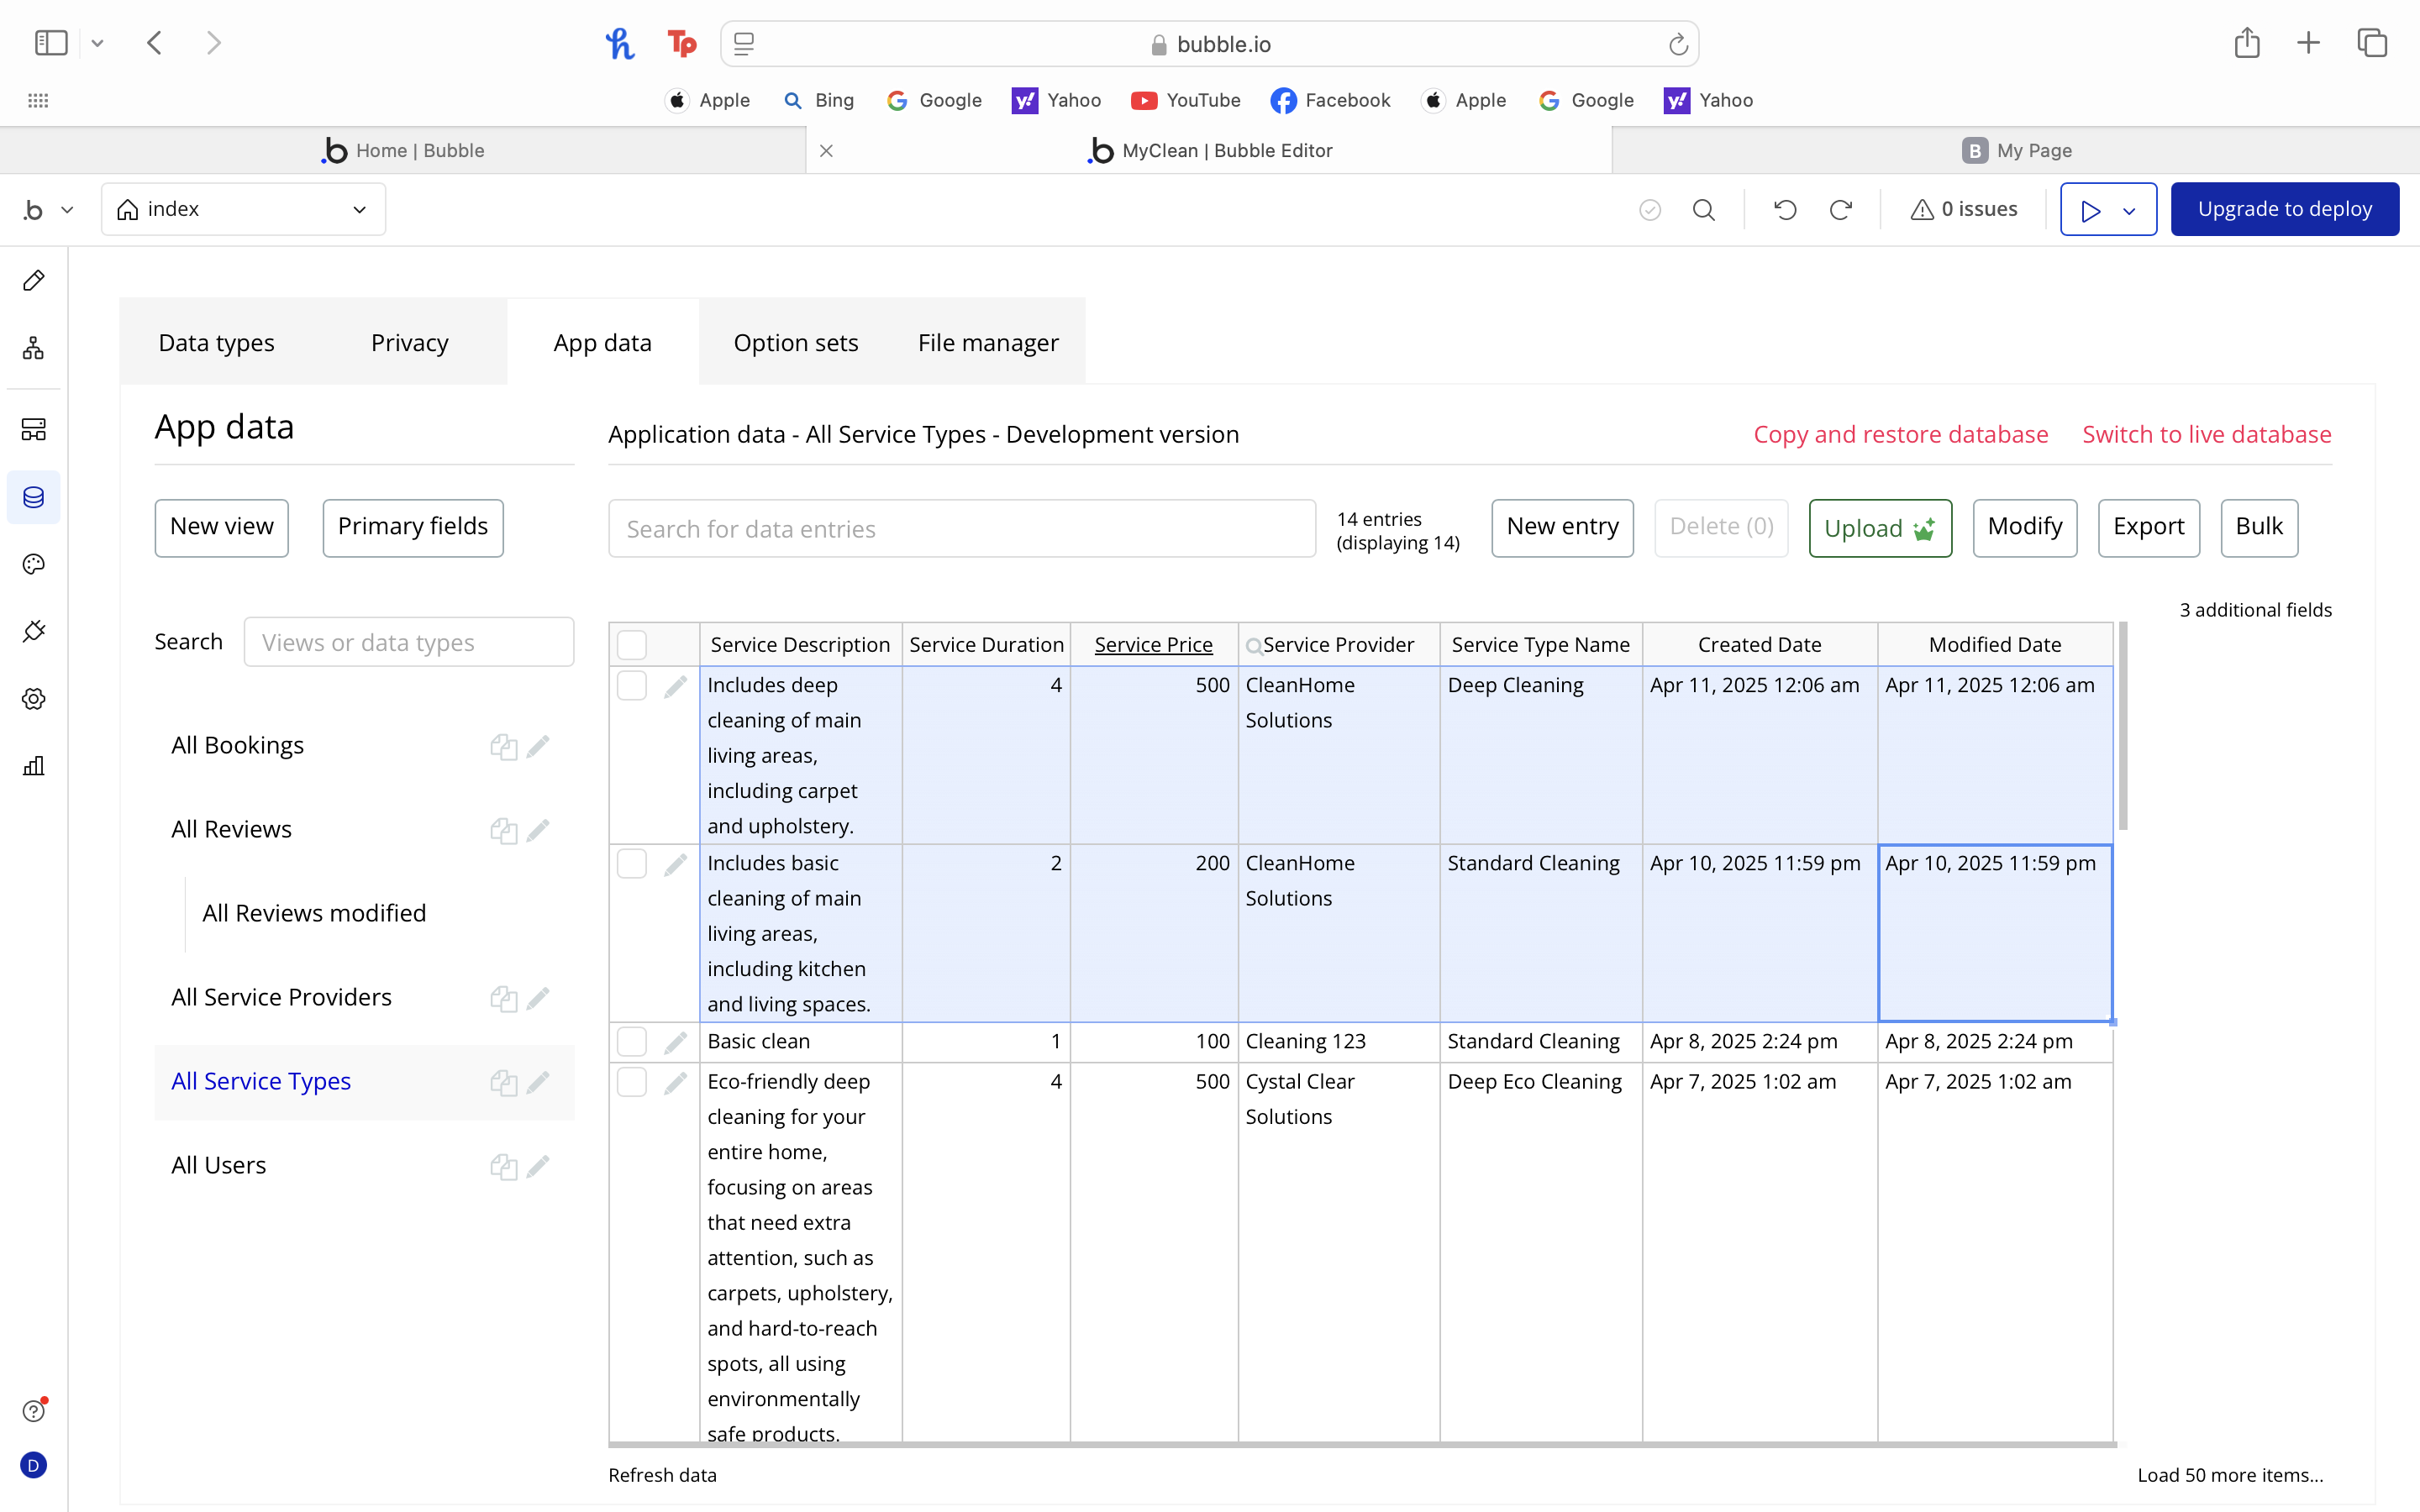 bubble.io
Apple Bing Google Yahoo YouTube Facebook Apple Google Yahoo
Home | Bubble MyClean | Bubble Editor My Page
index 0 issues Upgrade to deploy
Data types Privacy App data Option sets File manager
App data
Application data - All Service Types - Development version Copy and restore database Switch to live database
New view Primary fields
Search for data entries
14 entries
(displaying 14)
New entry Delete (0) Upload Modify Export Bulk
3 additional fields
Search Views or data types
All Bookings
All Reviews
All Reviews modified
All Service Providers
All Service Types
All Users
Service Description Service Duration Service Price Service Provider Service Type Name Created Date Modified Date
Includes deep 4 500 CleanHome Deep Cleaning Apr 11, 2025 12:06 am Apr 11, 2025 12:06 am
cleaning of main Solutions
living areas,
including carpet
and upholstery.
Includes basic 2 200 CleanHome Standard Cleaning Apr 10, 2025 11:59 pm Apr 10, 2025 11:59 pm
cleaning of main Solutions
living areas,
including kitchen
and living spaces.
Basic clean 1 100 Cleaning 123 Standard Cleaning Apr 8, 2025 2:24 pm Apr 8, 2025 2:24 pm
Eco-friendly deep 4 500 Cystal Clear Deep Eco Cleaning Apr 7, 2025 1:02 am Apr 7, 2025 1:02 am
cleaning for your Solutions
entire home,
focusing on areas
that need extra
attention, such as
carpets, upholstery,
and hard-to-reach
spots, all using
environmentally
safe products.
D
Refresh data Load 50 more items...